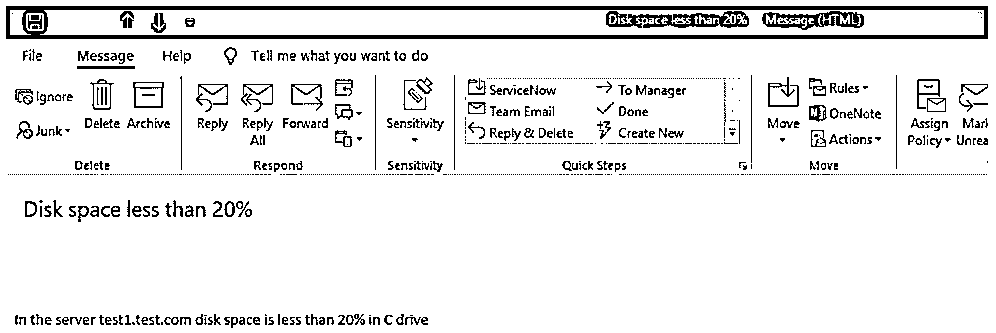 Disk space less than 20% Message (HTML)
File Message Help Tell me what you want to do
Ignore
Junk
Delete Archive
Reply Reply All Forward
Sensitivity
ServiceNow To Manager
Team Email Done
Reply & Delete Create New
Move
Rules
OneNote
Actions
Assign Policy
Mark Unrea
Delete Respond Sensitivity Quick Steps Move
Disk space less than 20%
In the server test1.test.com disk space is less than 20% in C drive